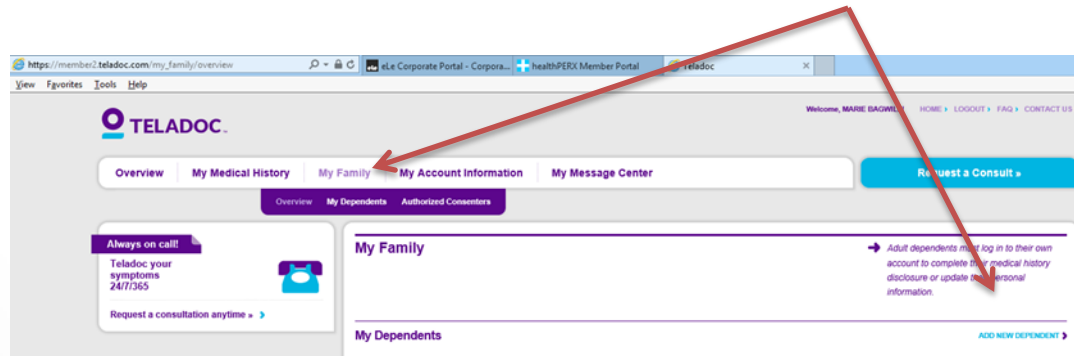 https://member2.teladoc.com/my_family/overview
eLe Corporate Portal - Corpora...
healthPERX Member Portal
Teladoc
View Favorites Tools Help
Welcome, MARIE HOME LOGOUT FAQ CONTACT US
TELADOC
Overview My Medical History My Family My Account Information My Message Center Request a Consult »
Overview My Dependents Authorized Consenters
Always on call!
Teladoc your
symptoms
24/7/365
Request a consultation anytime »
My Family
Adult dependents must log in to their own
account to complete their medical history
disclosure or update their personal
information.
My Dependents
ADD NEW DEPENDENT